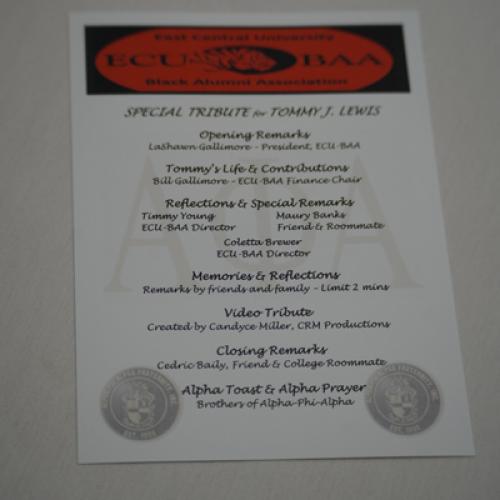 East Central University
ECU BAA
Black Alumni Association
SPECIAL TRIBUTE for TOMMY J. LEWIS
Opening Remarks
LaShawn Gallimore - President, ECU-BAA
Tommy's Life & Contributions
Bill Gallimore - ECU-BAA Finance Chair
Reflections & Special Remarks
Timmy Young Maury Banks
ECU-BAA Director Friend & Roommate
Coletta Brewer
ECU-BAA Director
Memories & Reflections
Remarks by friends and family - Limit 2 mins
Video Tribute
Created by Candyce Miller, CRM Productions
Closing Remarks
Cedric Baily, Friend & College Roommate
Alpha Toast & Alpha Prayer
Brothers of Alpha-Phi-Alpha